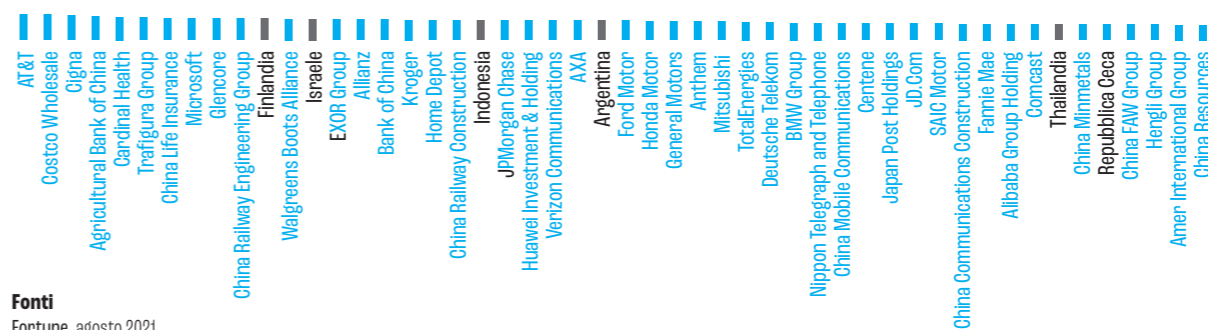 AT&T
Costco Wholesale
Cigna
Agricultural Bank of China
Cardinal Health
Trafigura Group
China Life Insurance
Microsoft
Glencore
China Railway Engineering Group
Finlandia
Walgreens Boots Alliance
Israele
EXOR Group
Allianz
Bank of China
Kroger
Home Depot
China Railway Construction
Indonesia
JPMorgan Chase
Huawei Investment & Holding
Verizon Communications
AXA
Argentina
Ford Motor
Honda Motor
General Motors
Anthem
Mitsubishi
TotalEnergies
Deutsche Telekom
BMW Group
Nippon Telegraph and Telephone
China Mobile Communications
Centene
Japan Post Holdings
JD.Com
SAIC Motor
China Communications Construction
Fannie Mae
Alibaba Group Holding
Comcast
Thailandia
China Minmetals
Repubblica Ceca
China FAW Group
Hengli Group
Amer International Group
China Resources
Fonti
Fortune, agosto 2021